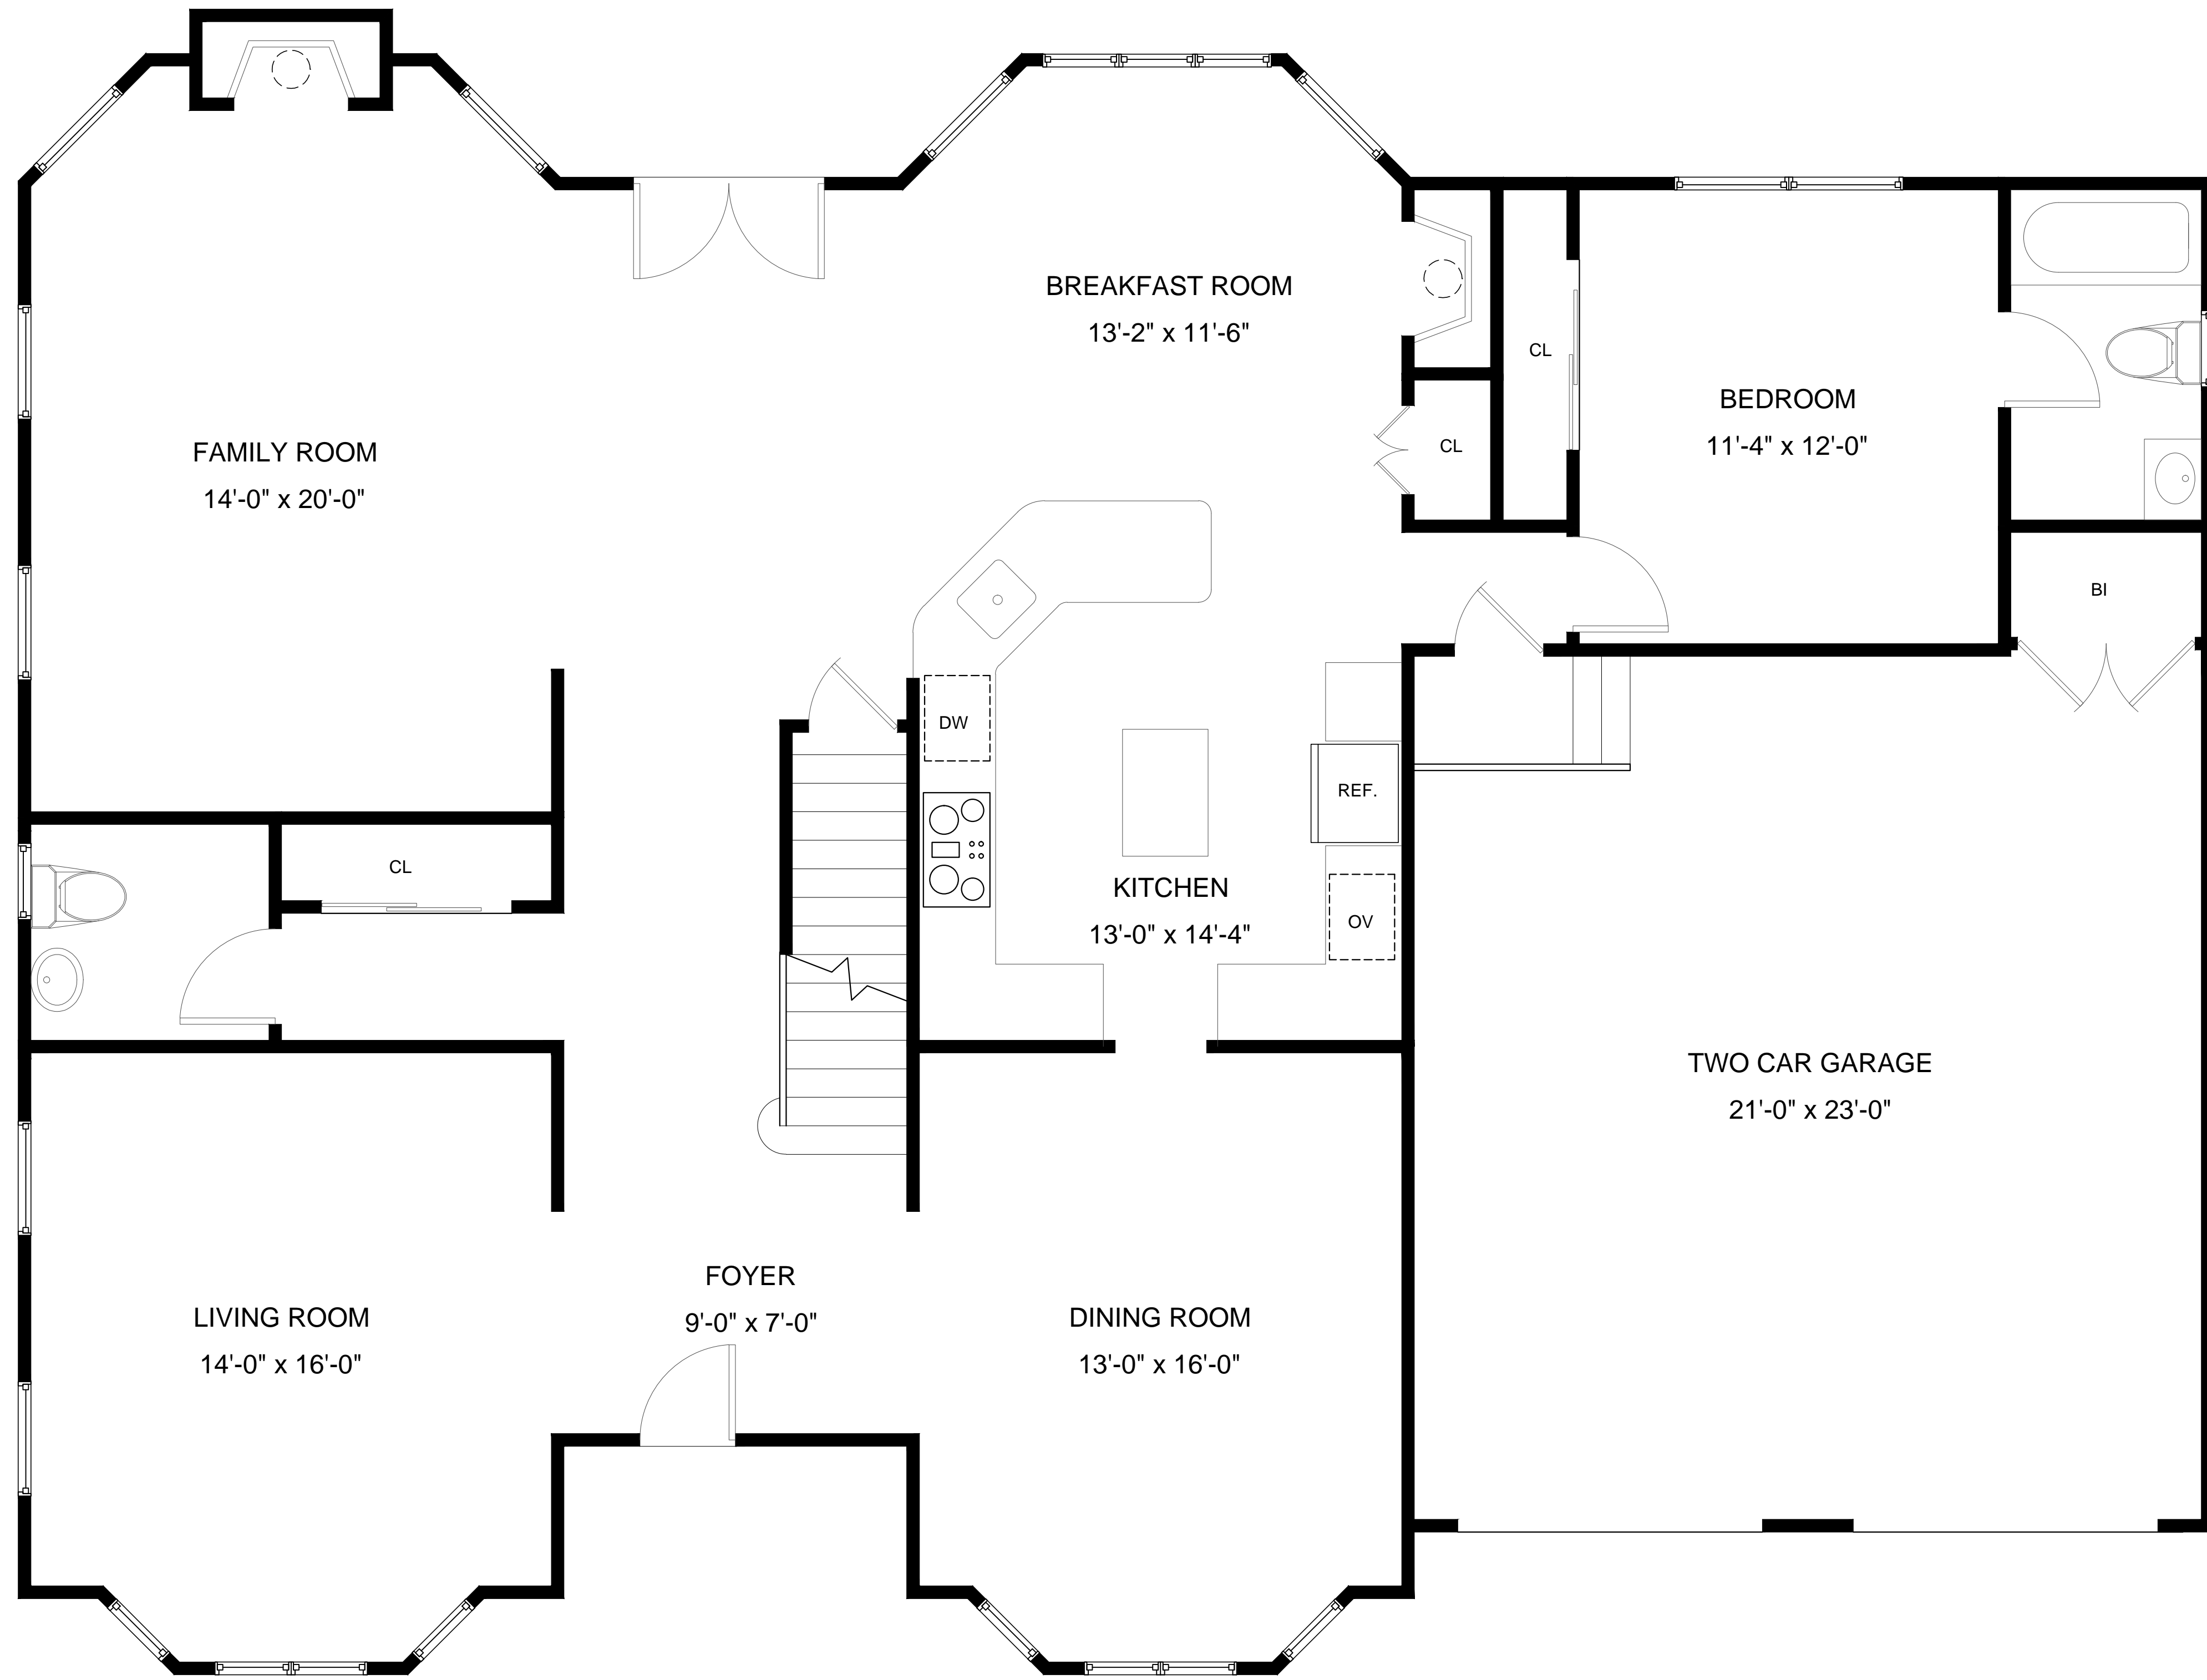 BREAKFAST ROOM
13'-2" x 11'-6"
CL
BEDROOM
11'-4" x 12'-0"
CL
FAMILY ROOM
14'-0" x 20'-0"
BI
DW
REF.
CL
KITCHEN
13'-0" x 14'-4"
OV
TWO CAR GARAGE
21'-0" x 23'-0"
FOYER
9'-0" x 7'-0"
LIVING ROOM
14'-0" x 16'-0"
DINING ROOM
13'-0" x 16'-0"